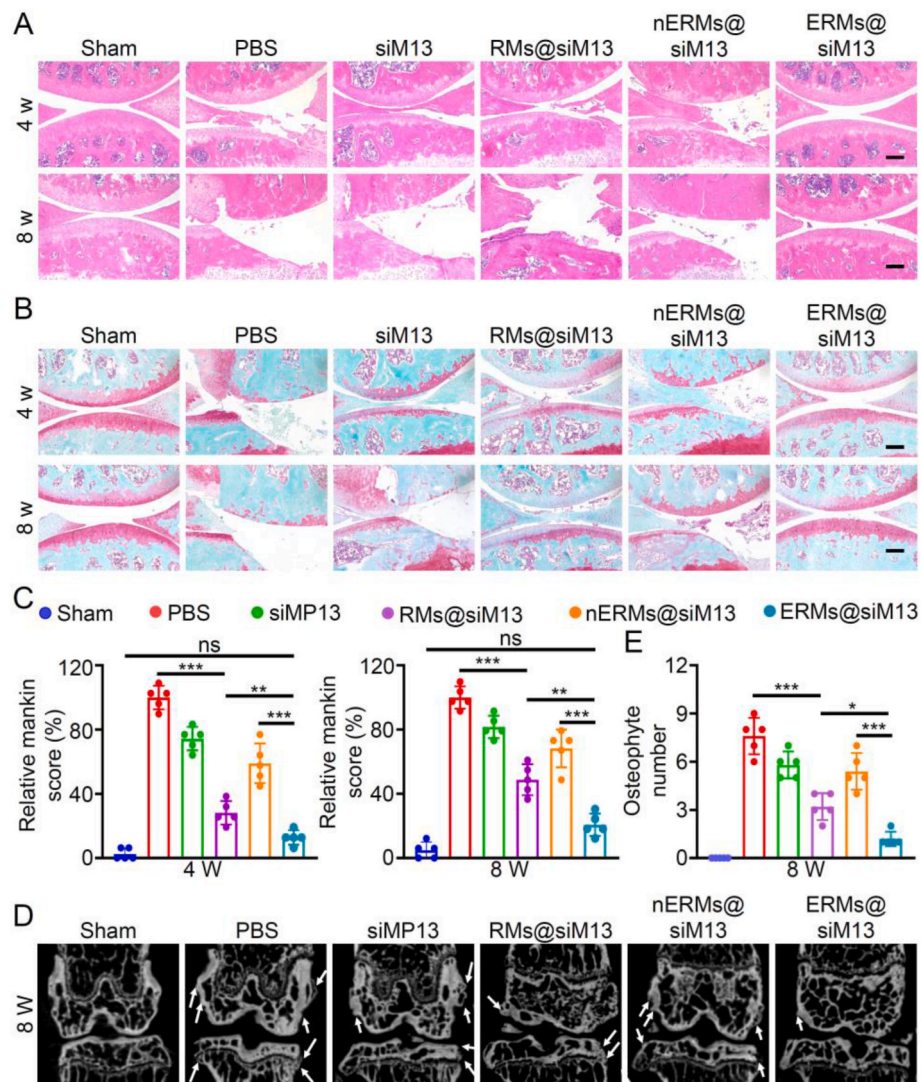 A
Sham PBS siM13 RMs@siM13 nERMs@ siM13 ERMs@ siM13
4 w
8 w
B
Sham PBS siM13 RMs@siM13 nERMs@ siM13 ERMs@ siM13
4 w
8 w
C
Sham PBS siMP13 RMs@siM13 nERMs@siM13 ERMs@siM13
Relative mankin score (%)
120
80
40
0
ns
***
**
***
4 W
Relative mankin score (%)
120
80
40
0
ns
***
**
***
8 W
E
Osteophyte number
12
9
6
3
0
***
*
***
8 W
D
Sham PBS siMP13 RMs@siM13 nERMs@ siM13 ERMs@ siM13
8 W